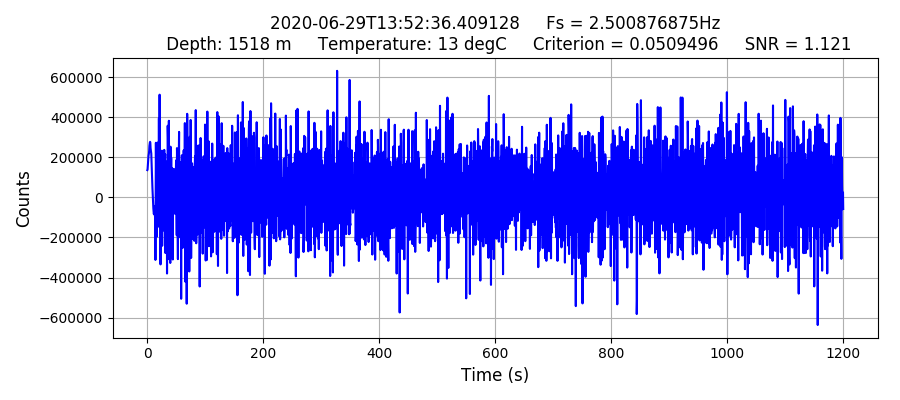 2020-06-29T13:52:36.409128 Fs = 2.500876875Hz
Depth: 1518 m Temperature: 13 degC Criterion = 0.0509496 SNR = 1.121
600000
400000
200000
0
−200000
−400000
−600000
Counts
0 200 400 600 800 1000 1200
Time (s)